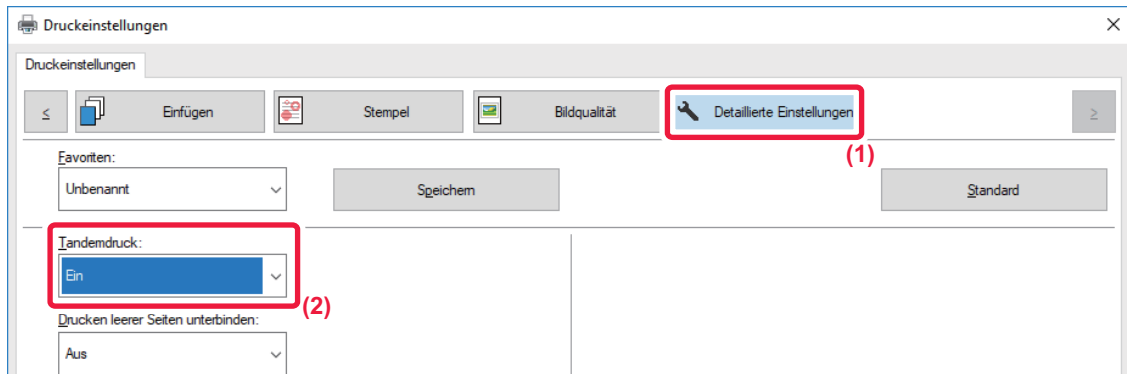 Druckeinstellungen
Druckeinstellungen
≤ Einfügen Stempel Bildqualität Detaillierte Einstellungen ≥
(1)
Favoriten:
Unbenannt Speichern Standard
Tandemdruck:
Ein
(2)
Drucken leerer Seiten unterbinden:
Aus